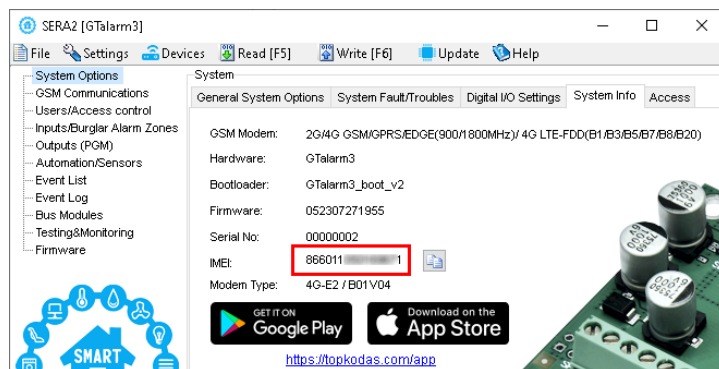 SERA2 [GTalarm3]
File Settings Devices Read [F5] Write [F6] Update Help
System Options
GSM Communications
Users/Access control
Inputs/Burglar Alarm Zones
Outputs (PGM)
Automation/Sensors
Event List
Event Log
Bus Modules
Testing&Monitoring
Firmware
System
General System Options System Fault/Troubles Digital I/O Settings System Info Access
GSM Modem: 2G/4G GSM/GPRS/EDGE(900/1800MHz)/ 4G LTE-FDD(B1/B3/B5/B7/B8/B20)
Hardware: GTalarm3
Bootloader: GTalarm3_boot_v2
Firmware: 052307271955
Serial No: 00000002
IMEI: 866011 1
Modem Type: 4G-E2 / B01V04
GET IT ON
Google Play
Download on the
App Store
https://topkodas.com/app
SMART